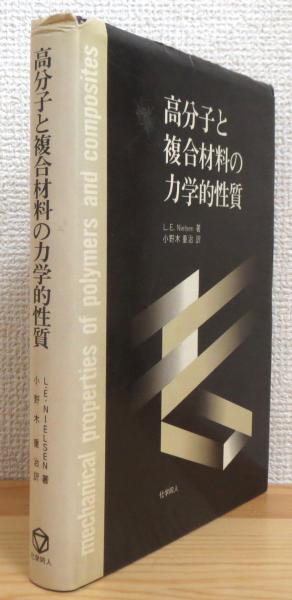 高分子と複合材料の力学的性質
L.E.NIELSEN 著
小野木重治 訳
化学同人
mechanical properties of polymers and composites
高分子と
複合材料の
力学的性質
L.E. Nielsen 著
小野木重治 訳
化学同人